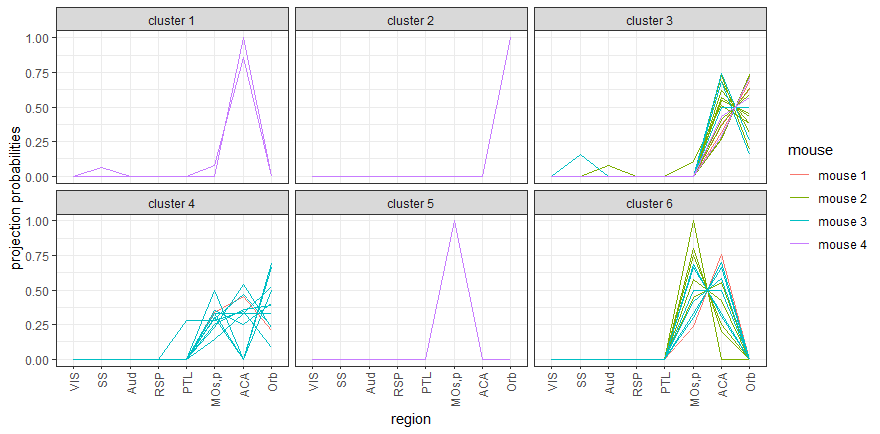 cluster 1
cluster 2
cluster 3
1.00
0.75
0.50
0.25
0.00
cluster 4
cluster 5
cluster 6
1.00
0.75
0.50
0.25
0.00
projection probabilities
VIS
SS
Aud
RSP
PTL
MOs,p
ACA
Orb
VIS
SS
Aud
RSP
PTL
MOs,p
ACA
Orb
VIS
SS
Aud
RSP
PTL
MOs,p
ACA
Orb
region
mouse
mouse 1
mouse 2
mouse 3
mouse 4